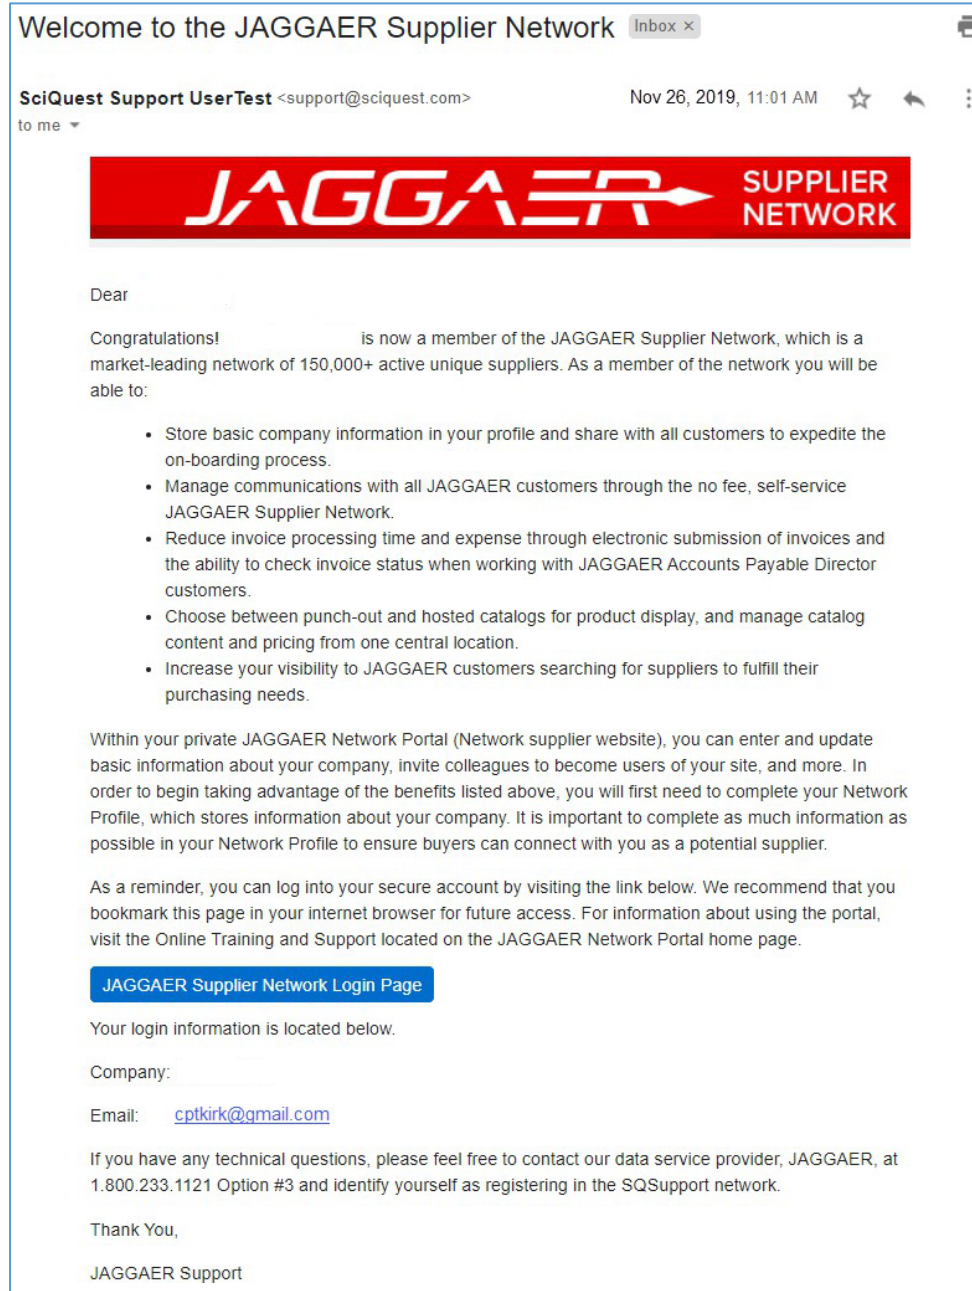 Welcome to the JAGGAER Supplier Network Inbox ×
SciQuest Support UserTest <support@sciquest.com> Nov 26, 2019, 11:01 AM
to me
JAGGAER SUPPLIER
NETWORK
Dear
Congratulations! is now a member of the JAGGAER Supplier Network, which is a
market-leading network of 150,000+ active unique suppliers. As a member of the network you will be
able to:
• Store basic company information in your profile and share with all customers to expedite the
on-boarding process.
• Manage communications with all JAGGAER customers through the no fee, self-service
JAGGAER Supplier Network.
• Reduce invoice processing time and expense through electronic submission of invoices and
the ability to check invoice status when working with JAGGAER Accounts Payable Director
customers.
• Choose between punch-out and hosted catalogs for product display, and manage catalog
content and pricing from one central location.
• Increase your visibility to JAGGAER customers searching for suppliers to fulfill their
purchasing needs.
Within your private JAGGAER Network Portal (Network supplier website), you can enter and update
basic information about your company, invite colleagues to become users of your site, and more. In
order to begin taking advantage of the benefits listed above, you will first need to complete your Network
Profile, which stores information about your company. It is important to complete as much information as
possible in your Network Profile to ensure buyers can connect with you as a potential supplier.
As a reminder, you can log into your secure account by visiting the link below. We recommend that you
bookmark this page in your internet browser for future access. For information about using the portal,
visit the Online Training and Support located on the JAGGAER Network Portal home page.
JAGGAER Supplier Network Login Page
Your login information is located below.
Company:
Email: cptkirk@gmail.com
If you have any technical questions, please feel free to contact our data service provider, JAGGAER, at
1.800.233.1121 Option #3 and identify yourself as registering in the SQSupport network.
Thank You,
JAGGAER Support